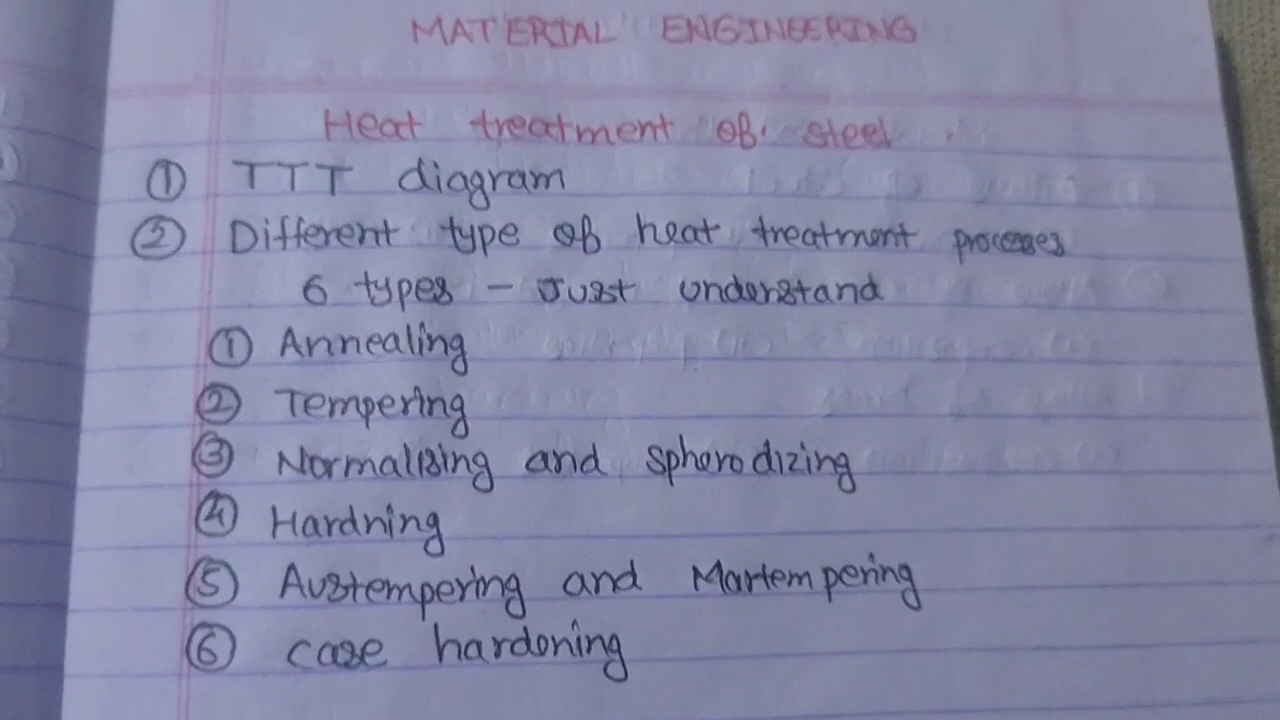 MATERIAL ENGINEERING
Heat treatment of steel
① TTT diagram
② Different type of heat treatment processes
6 types - Just understand
① Annealing
② Tempering
③ Normalising and spherodizing
④ Hardning
⑤ Austempering and Martempering
⑥ case hardening